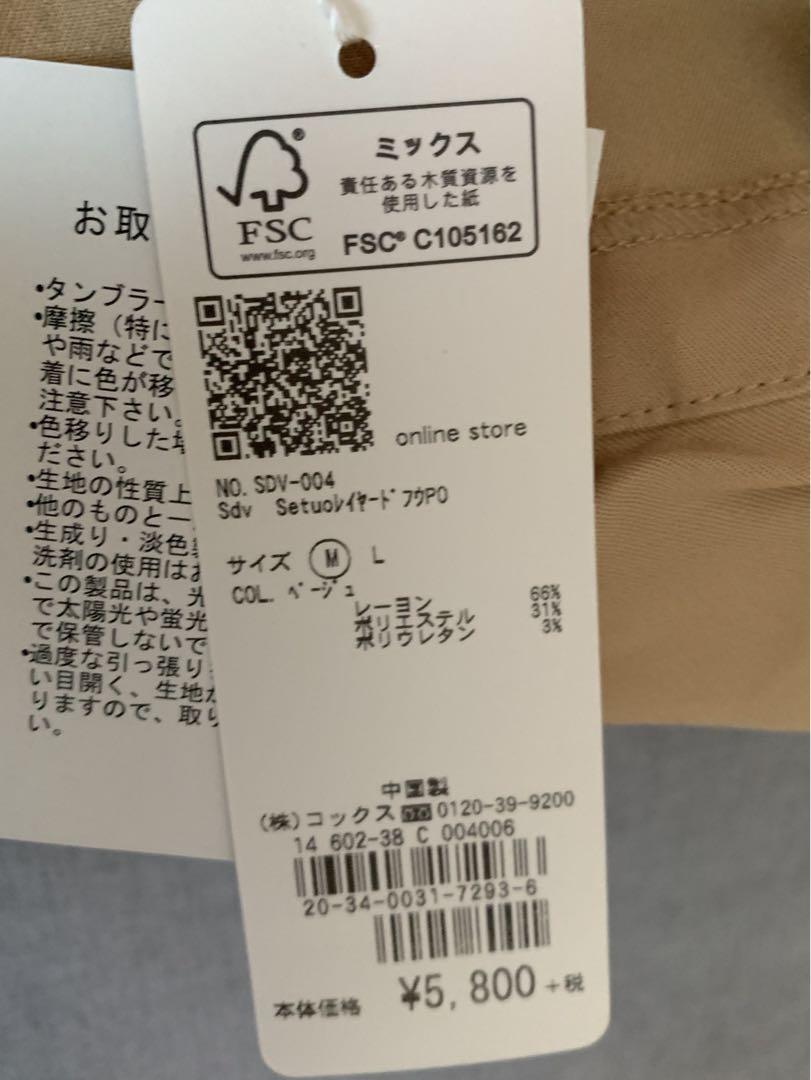 ミックス
責任ある木質資源を
使用した紙
FSC® C105162
FSC
www.fsc.org
online store
NO. SDV-004
Sdv SetuoﾚｲﾔｰﾄﾞﾌｳPO
サイズ M L
COL. ﾍﾞｰｼﾞｭ
レーヨン 66%
ポリエステル 31%
ポリウレタン 3%
中国製
(株)コックス 0120-39-9200
14 602-38 C 004006
20-34-0031-7293-6
本体価格 ¥5,800+税
お取
•タンブラー
•摩擦(特に
や雨などで
着に色が移
注意下さい。
•色移りした場
ださい。
•生地の性質上
•他のものと一
•生成り・淡色
洗剤の使用はお
•この製品は、光
で太陽光や蛍光
で保管しないで
•過度な引っ張り
い目開く、生地が
りますので、取り
い。